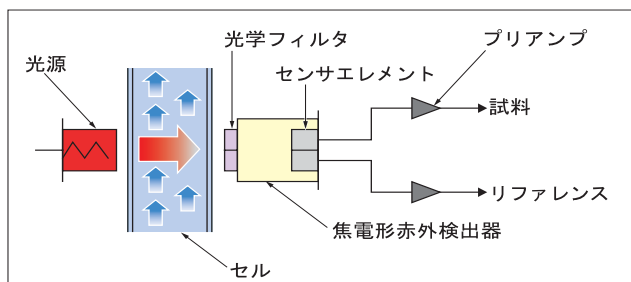 光学フィルタ
プリアンプ
光源
センサエレメント
試料
リファレンス
焦電形赤外検出器
セル